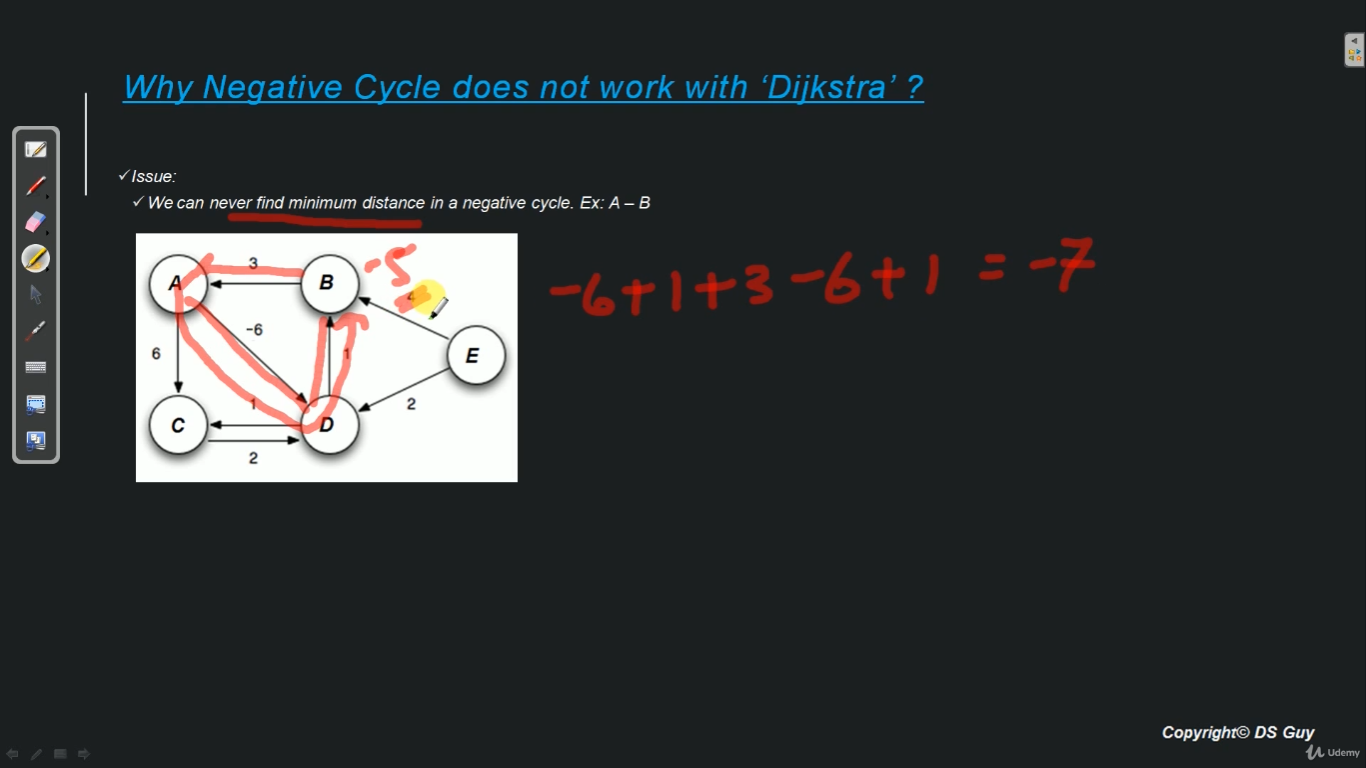 Why Negative Cycle does not work with ‘Dijkstra’ ?
✓Issue:
✓We can never find minimum distance in a negative cycle. Ex: A – B
A
3
B
-5
4
-6+1+3-6+1 = -7
-6
6
1
E
C
1
D
2
2
Copyright© DS Guy
Udemy